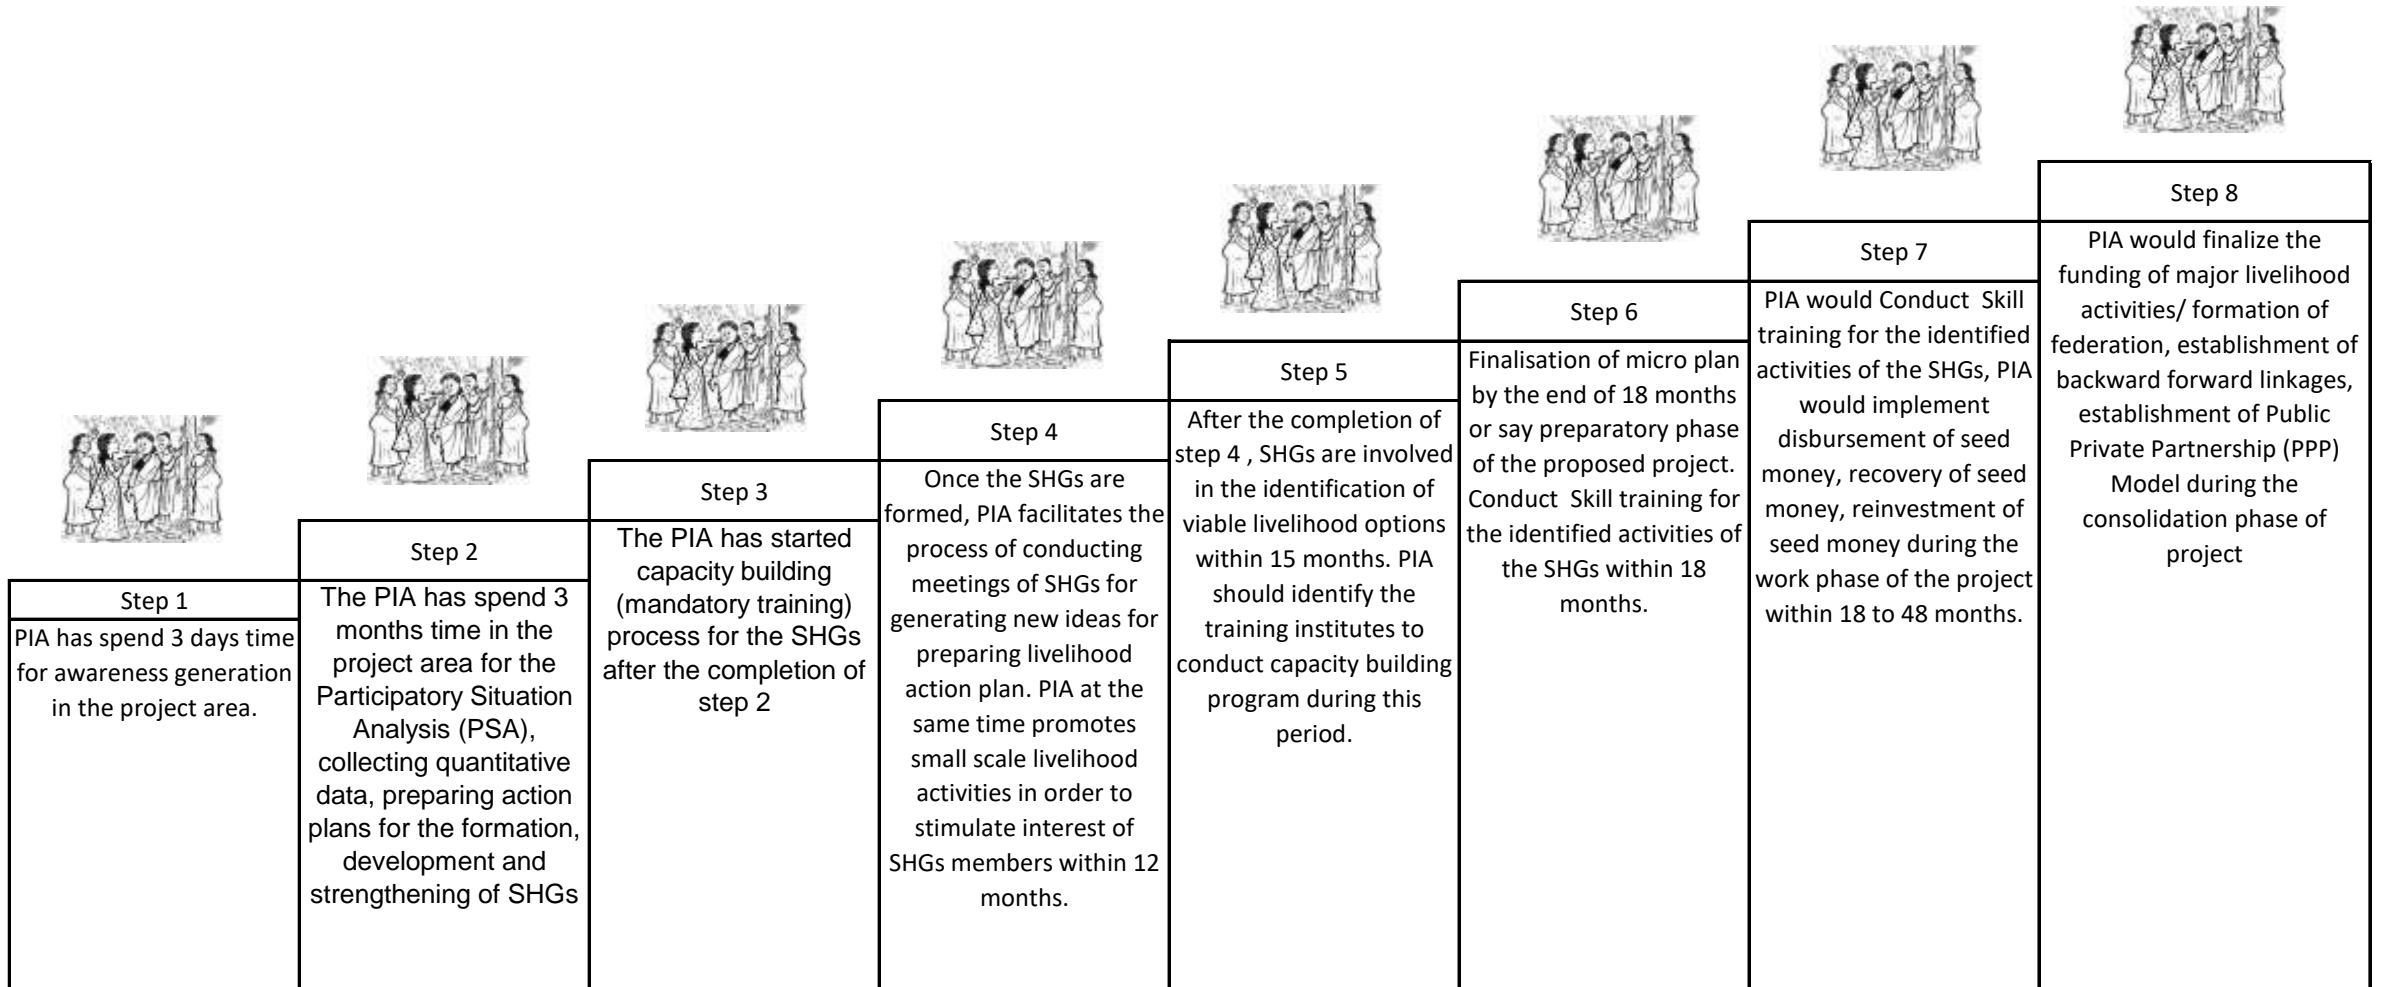 Step 1
PIA has spend 3 days time
for awareness generation
in the project area.
Step 2
The PIA has spend 3
months time in the
project area for the
Participatory Situation
Analysis (PSA),
collecting quantitative
data, preparing action
plans for the formation,
development and
strengthening of SHGs
Step 3
The PIA has started
capacity building
(mandatory training)
process for the SHGs
after the completion of
step 2
Step 4
Once the SHGs are
formed, PIA facilitates the
process of conducting
meetings of SHGs for
generating new ideas for
preparing livelihood
action plan. PIA at the
same time promotes
small scale livelihood
activities in order to
stimulate interest of
SHGs members within 12
months.
Step 5
After the completion of
step 4 , SHGs are involved
in the identification of
viable livelihood options
within 15 months. PIA
should identify the
training institutes to
conduct capacity building
program during this
period.
Step 6
Finalisation of micro plan
by the end of 18 months
or say preparatory phase
of the proposed project.
Conduct  Skill training for
the identified activities of
the SHGs within 18
months.
Step 7
PIA would Conduct  Skill
training for the identified
activities of the SHGs, PIA
would implement
disbursement of seed
money, recovery of seed
money, reinvestment of
seed money during the
work phase of the project
within 18 to 48 months.
Step 8
PIA would finalize the
funding of major livelihood
activities/ formation of
federation, establishment of
backward forward linkages,
establishment of Public
Private Partnership (PPP)
Model during the
consolidation phase of
project